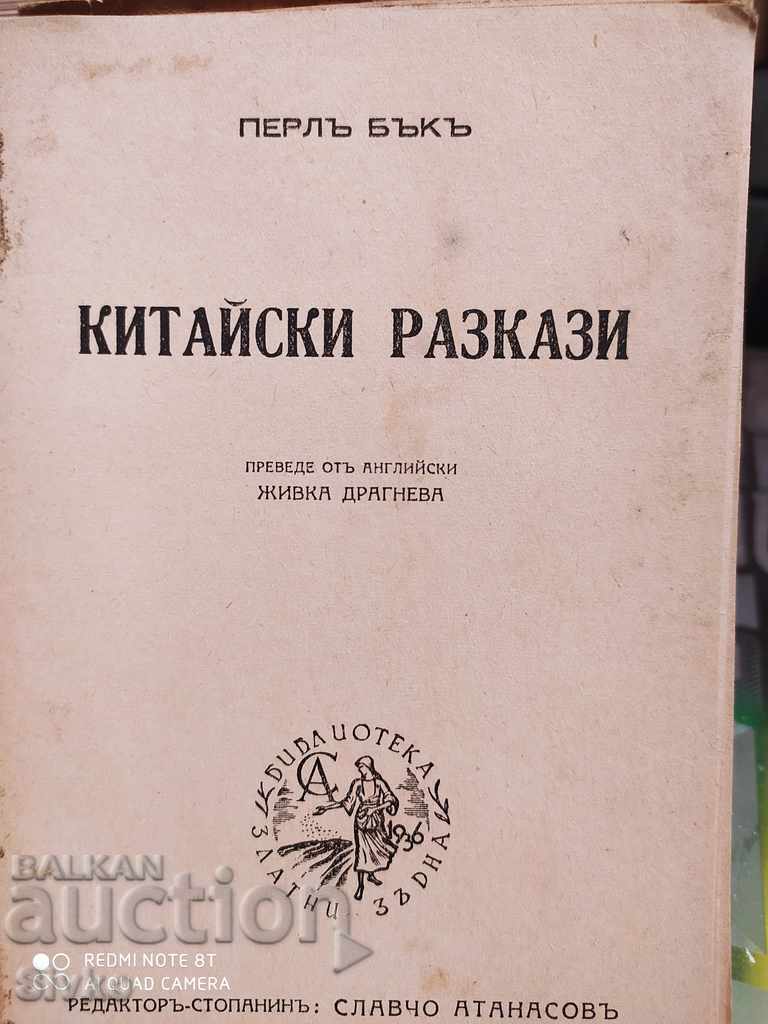 ПЕРЛЪ БЪКЪ
КИТАЙСКИ РАЗКАЗИ
ПРЕВЕДЕ ОТЪ АНГЛИЙСКИ
ЖИВКА ДРАГНЕВА
БИБЛИОТЕКА
СА
1936
ЗЛАТНИ ЗЪРНА
BALKAN
auction
REDMI NOTE 8T
AI QUAD CAMERA
РЕДАКТОРЪ-СТОПАНИНЪ: СЛАВЧО АТАНАСОВЪ